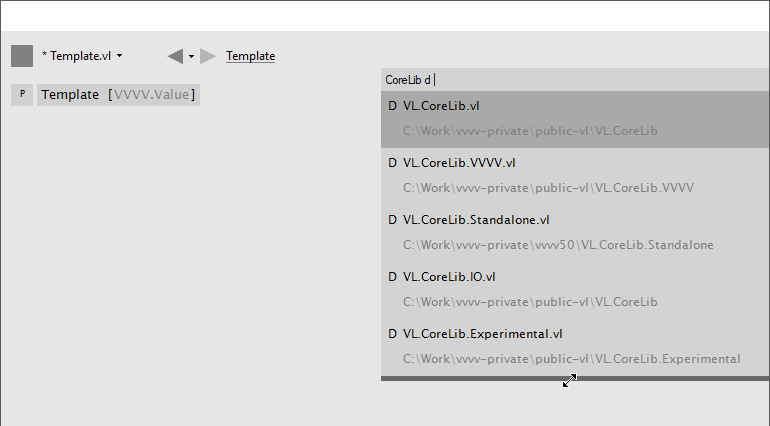 * Template.vl
Template
P Template [VVVV.Value]
CoreLib d
D VL.CoreLib.vl
C:\Work\vvvv-private\public-vl\VL.CoreLib
D VL.CoreLib.VVVV.vl
C:\Work\vvvv-private\public-vl\VL.CoreLib.VVVV
D VL.CoreLib.Standalone.vl
C:\Work\vvvv-private\vvvv50\VL.CoreLib.Standalone
D VL.CoreLib.IO.vl
C:\Work\vvvv-private\public-vl\VL.CoreLib
D VL.CoreLib.Experimental.vl
C:\Work\vvvv-private\public-vl\VL.CoreLib.Experimental